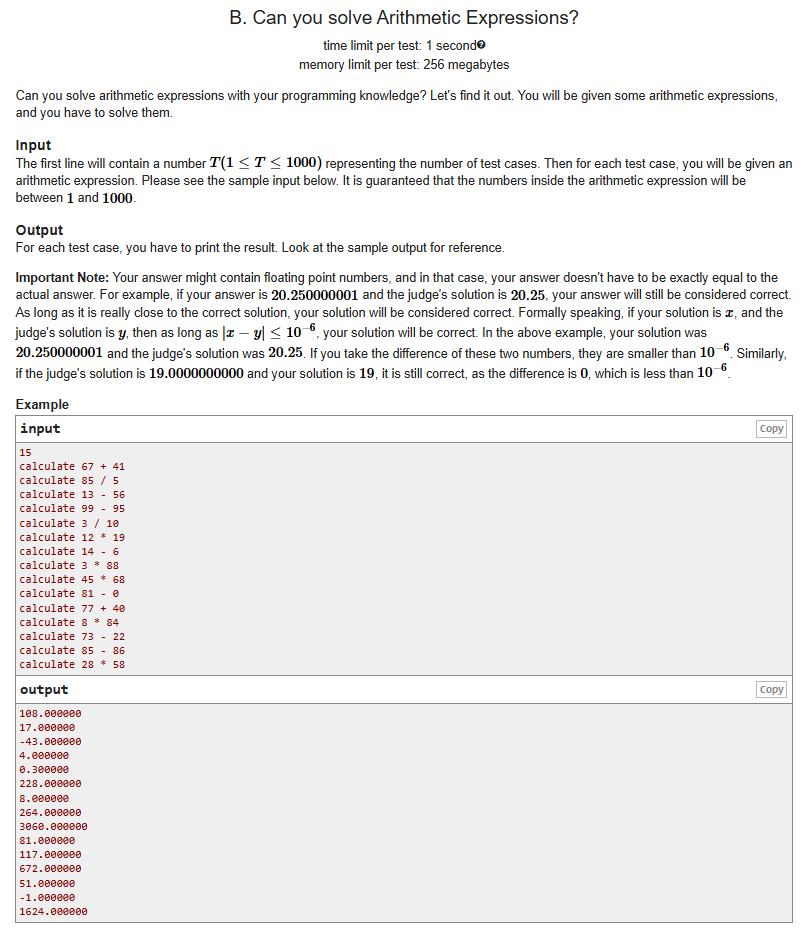 B. Can you solve Arithmetic Expressions?
time limit per test: 1 second?
memory limit per test: 256 megabytes
Can you solve arithmetic expressions with your programming knowledge? Let's find it out. You will be given some arithmetic expressions,
and you have to solve them.
Input
The first line will contain a number T(1 ≤ T ≤ 1000) representing the number of test cases. Then for each test case, you will be given an
arithmetic expression. Please see the sample input below. It is guaranteed that the numbers inside the arithmetic expression will be
between 1 and 1000.
Output
For each test case, you have to print the result. Look at the sample output for reference.
Important Note: Your answer might contain floating point numbers, and in that case, your answer doesn't have to be exactly equal to the
actual answer. For example, if your answer is 20.250000001 and the judge's solution is 20.25, your answer will still be considered correct.
As long as it is really close to the correct solution, your solution will be considered correct. Formally speaking, if your solution is x, and the
judge's solution is y, then as long as |x − y| ≤ 10⁻⁶, your solution will be correct. In the above example, your solution was
20.250000001 and the judge's solution was 20.25. If you take the difference of these two numbers, they are smaller than 10⁻⁶. Similarly,
if the judge's solution is 19.0000000000 and your solution is 19, it is still correct, as the difference is 0, which is less than 10⁻⁶.
Example
input Copy
15
calculate 67 + 41
calculate 85 / 5
calculate 13 - 56
calculate 99 - 95
calculate 3 / 10
calculate 12 * 19
calculate 14 - 6
calculate 3 * 88
calculate 45 * 68
calculate 81 - 0
calculate 77 + 40
calculate 8 * 84
calculate 73 - 22
calculate 85 - 86
calculate 28 * 58
output Copy
108.000000
17.000000
-43.000000
4.000000
0.300000
228.000000
8.000000
264.000000
3060.000000
81.000000
117.000000
672.000000
51.000000
-1.000000
1624.000000